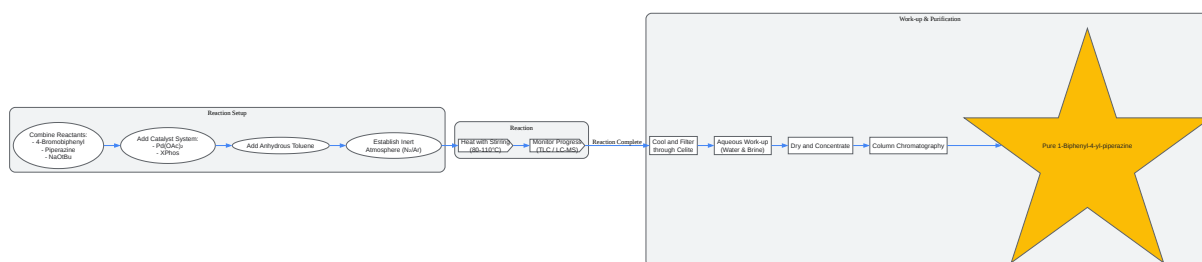 Work-up & Purification
Reaction Setup
Combine Reactants:
- 4-Bromobiphenyl
- Piperazine
- NaOtBu
Add Catalyst System:
- Pd(OAc)₂
- XPhos
Add Anhydrous Toluene
Establish Inert
Atmosphere (N₂/Ar)
Reaction
Heat with Stirring
(80-110°C)
Monitor Progress
(TLC / LC-MS)
Reaction Complete
Cool and Filter
through Celite
Aqueous Work-up
(Water & Brine)
Dry and Concentrate
Column Chromatography
Pure 1-Biphenyl-4-yl-piperazine